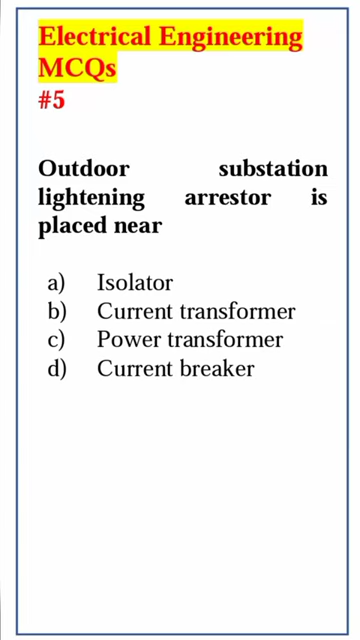 Electrical Engineering
MCQs
#5
Outdoor substation
lightening arrestor is
placed near
a) Isolator
b) Current transformer
c) Power transformer
d) Current breaker